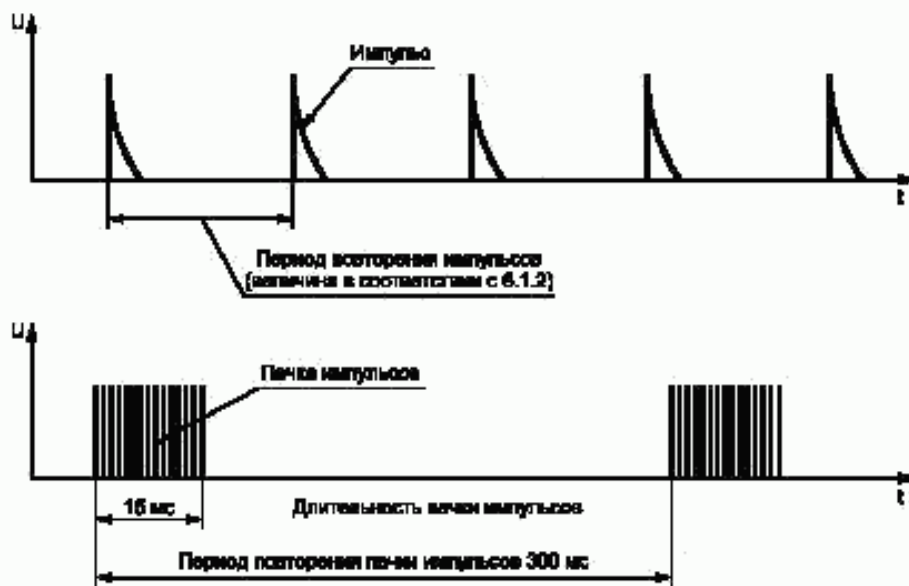 U
Импульс
t
Период повторения импульсов
(величина в соответствии с 6.1.2)
U
Пачка импульсов
t
15 мс
Длительность пачки импульсов
Период повторения пачки импульсов 300 мс